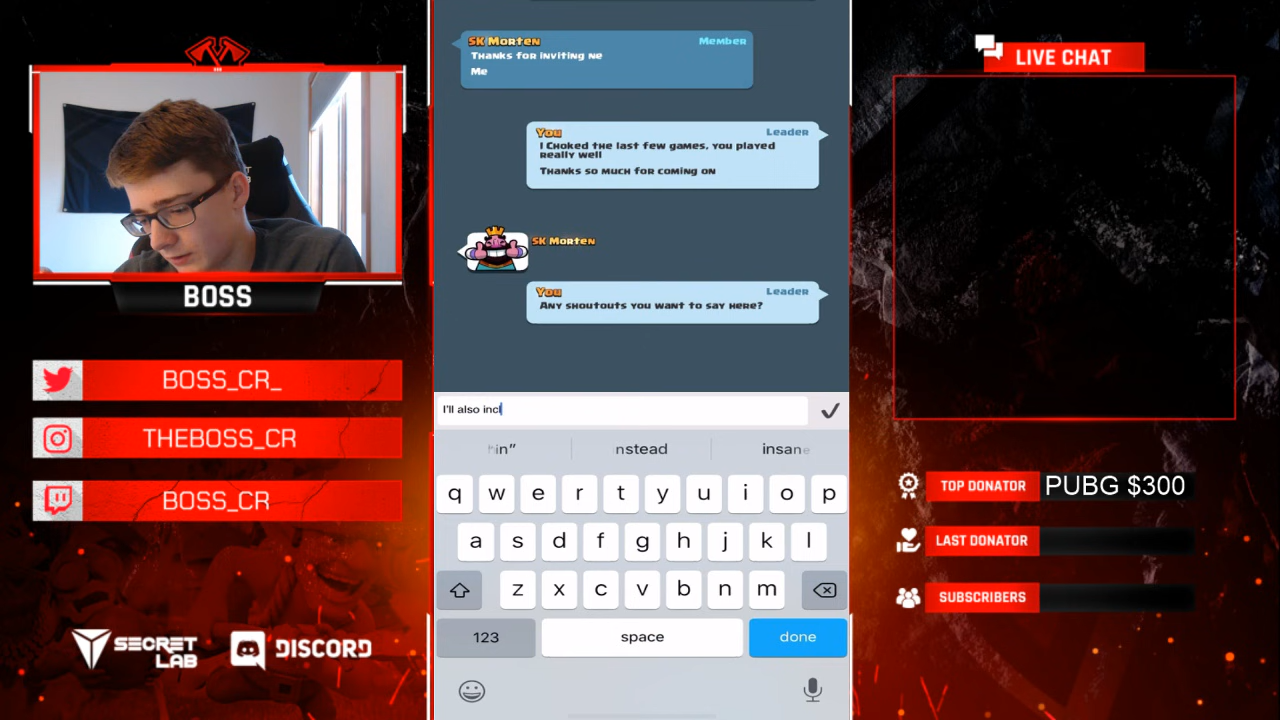 BOSS
BOSS_CR_
THEBOSS_CR
BOSS_CR
SECRET
LAB
DISCORD
SK Morten
Member
Thanks for inviting ne
Me
You
Leader
I Choked the last few games, you played
really well
Thanks so much for coming on
SK Morten
You
Leader
Any shoutouts you want to say here?
I'll also incl
nstead
insane
q w e r t y u i o p
a s d f g h j k l
z x c v b n m
123
space
done
LIVE CHAT
TOP DONATOR
PUBG $300
LAST DONATOR
SUBSCRIBERS